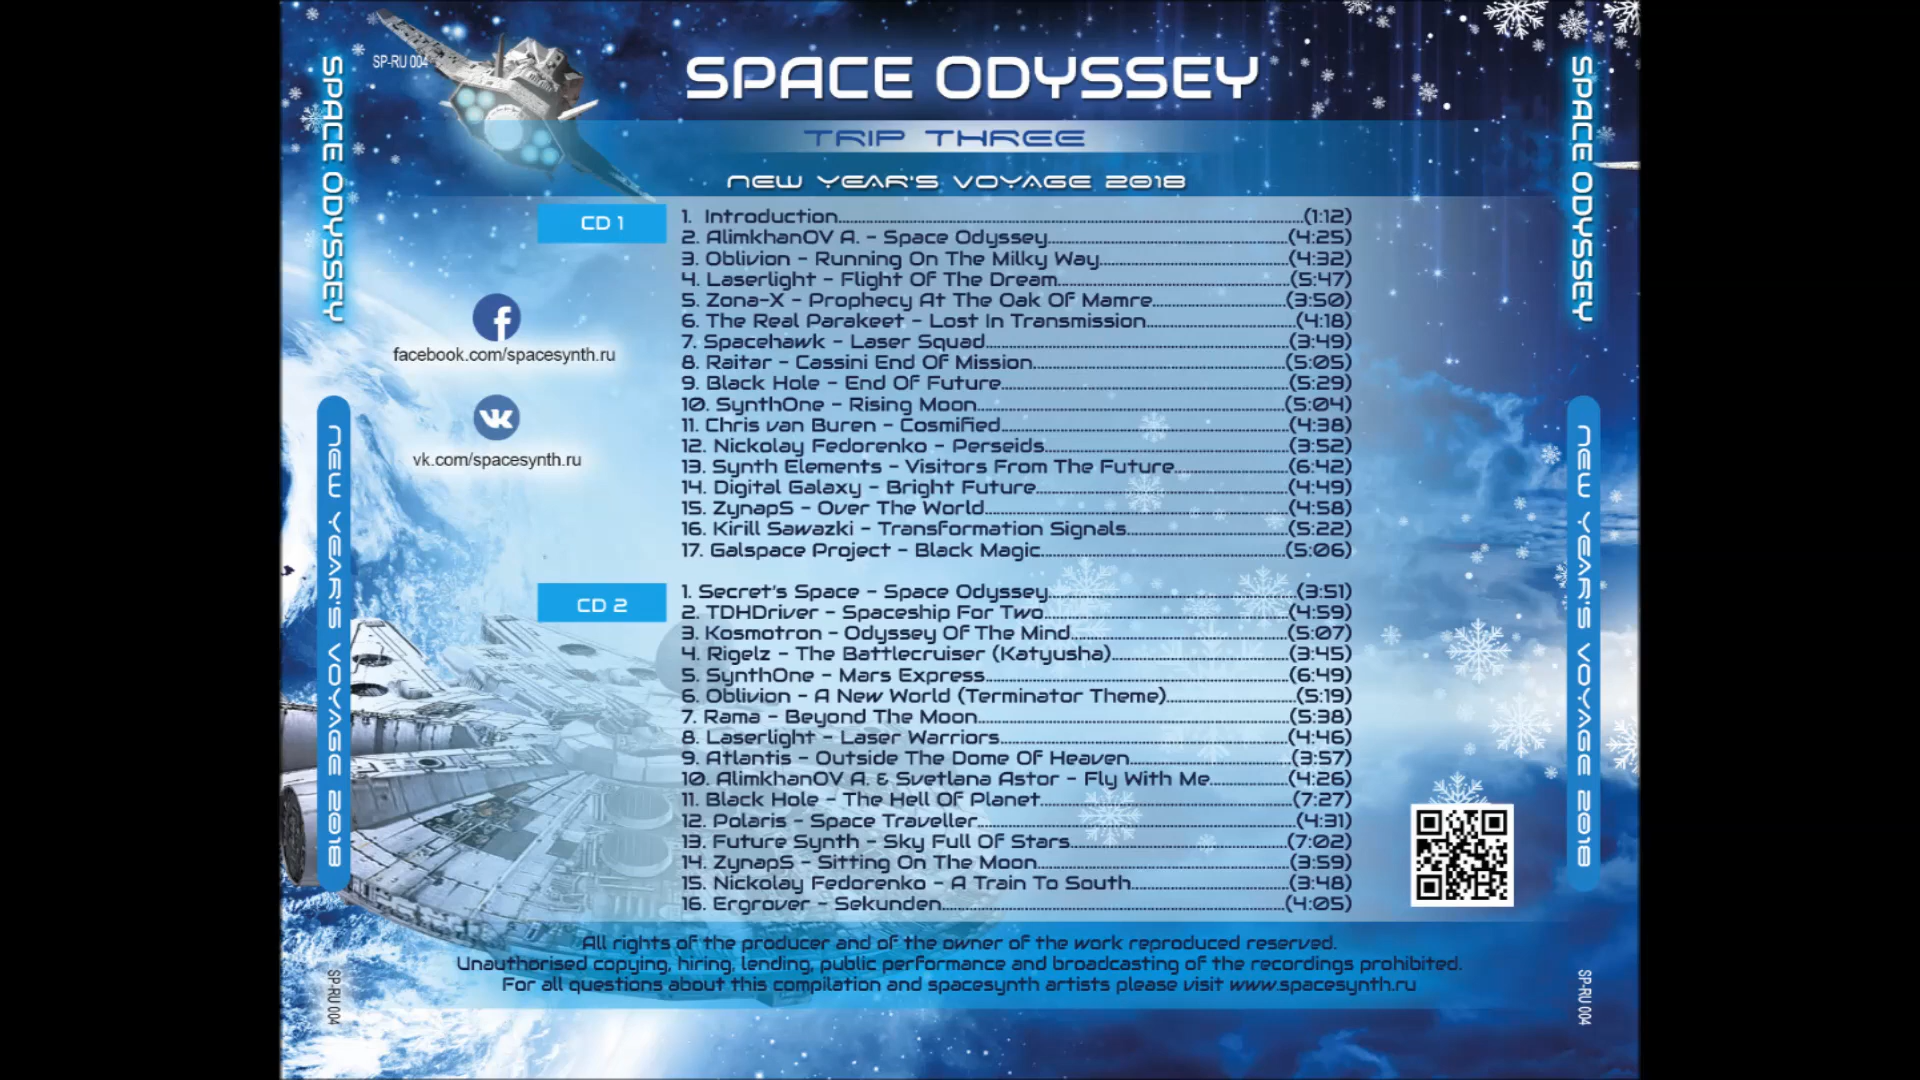 SP-RU 004
SPACE ODYSSEY
TRIP THREE
NEW YEAR'S VOYAGE 2018
SPACE ODYSSEY
NEW YEAR'S VOYAGE 2018
SP-RU 004
facebook.com/spacesynth.ru
vk.com/spacesynth.ru
CD 1
1. Introduction.....(1:12)
2. AlimkhanOV A. - Space Odyssey.....(4:25)
3. Oblivion - Running On The Milky Way.....(4:32)
4. Laserlight - Flight Of The Dream.....(5:47)
5. Zona-X - Prophecy At The Oak Of Mamre.....(3:50)
6. The Real Parakeet - Lost In Transmission.....(4:18)
7. Spacehawk - Laser Squad.....(3:49)
8. Raitar - Cassini End Of Mission.....(5:05)
9. Black Hole - End Of Future.....(5:29)
10. SynthOne - Rising Moon.....(5:04)
11. Chris van Buren - Cosmified.....(4:38)
12. Nickolay Fedorenko - Perseids.....(3:52)
13. Synth Elements - Visitors From The Future.....(6:42)
14. Digital Galaxy - Bright Future.....(4:49)
15. ZynapS - Over The World.....(4:58)
16. Kirill Sawazki - Transformation Signals.....(5:22)
17. Galspace Project - Black Magic.....(5:06)
CD 2
1. Secret's Space - Space Odyssey.....(3:51)
2. TDHDriver - Spaceship For Two.....(4:59)
3. Kosmotron - Odyssey Of The Mind.....(5:07)
4. Rigelz - The Battlecruiser (Katyusha).....(3:45)
5. SynthOne - Mars Express.....(6:49)
6. Oblivion - A New World (Terminator Theme).....(5:19)
7. Rama - Beyond The Moon.....(5:38)
8. Laserlight - Laser Warriors.....(4:46)
9. Atlantis - Outside The Dome Of Heaven.....(3:57)
10. AlimkhanOV A. & Svetlana Astor - Fly With Me.....(4:26)
11. Black Hole - The Hell Of Planet.....(7:27)
12. Polaris - Space Traveller.....(4:31)
13. Future Synth - Sky Full Of Stars.....(7:02)
14. ZynapS - Sitting On The Moon.....(3:59)
15. Nickolay Fedorenko - A Train To South.....(3:48)
16. Ergrover - Sekunden.....(4:05)
All rights of the producer and of the owner of the work reproduced reserved.
Unauthorised copying, hiring, lending, public performance and broadcasting of the recordings prohibited.
For all questions about this compilation and spacesynth artists please visit www.spacesynth.ru
SPACE ODYSSEY
NEW YEAR'S VOYAGE 2018
SP-RU 004